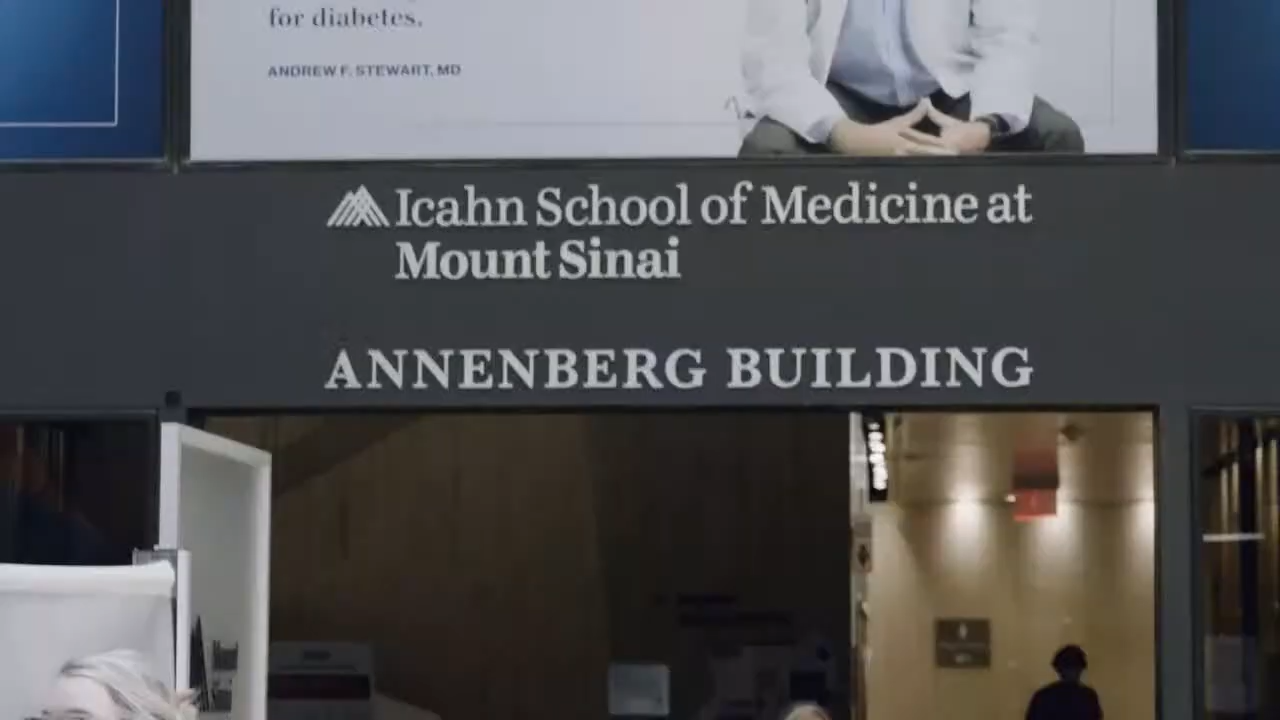 for diabetes.
ANDREW F. STEWART, MD
Icahn School of Medicine at
Mount Sinai
ANNENBERG BUILDING